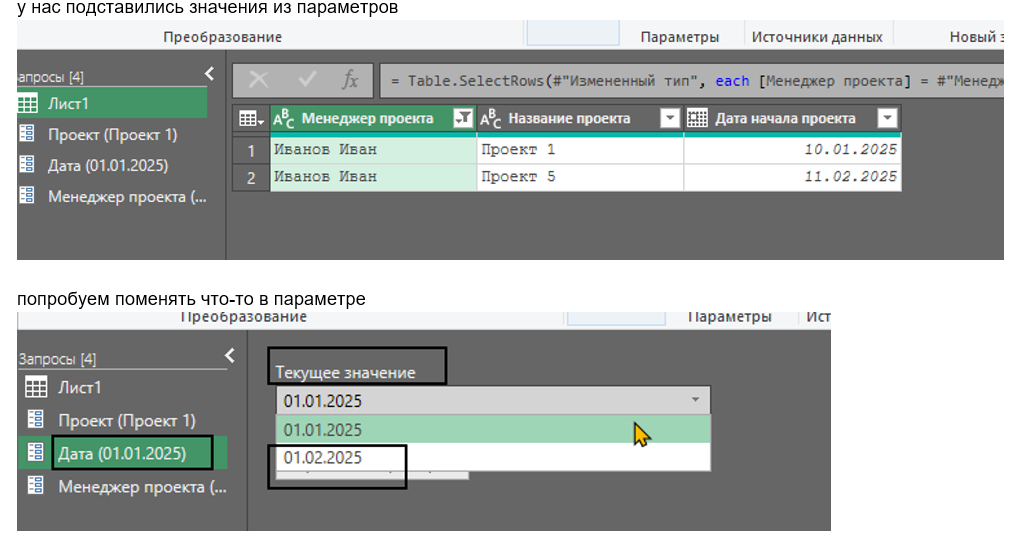 у нас подставились значения из параметров
Преобразование Параметры Источники данных Новый з
апросы [4]
fx = Table.SelectRows(#"Измененный тип", each [Менеджер проекта] = #"Менедж
Лист1
Проект (Проект 1)
Дата (01.01.2025)
Менеджер проекта (...
ABC Менеджер проекта ABC Название проекта Дата начала проекта
1 Иванов Иван Проект 1 10.01.2025
2 Иванов Иван Проект 5 11.02.2025
попробуем поменять что-то в параметре
Преобразование Параметры Ист
Запросы [4]
Лист1
Проект (Проект 1)
Дата (01.01.2025)
Менеджер проекта (...
Текущее значение
01.01.2025
01.01.2025
01.02.2025